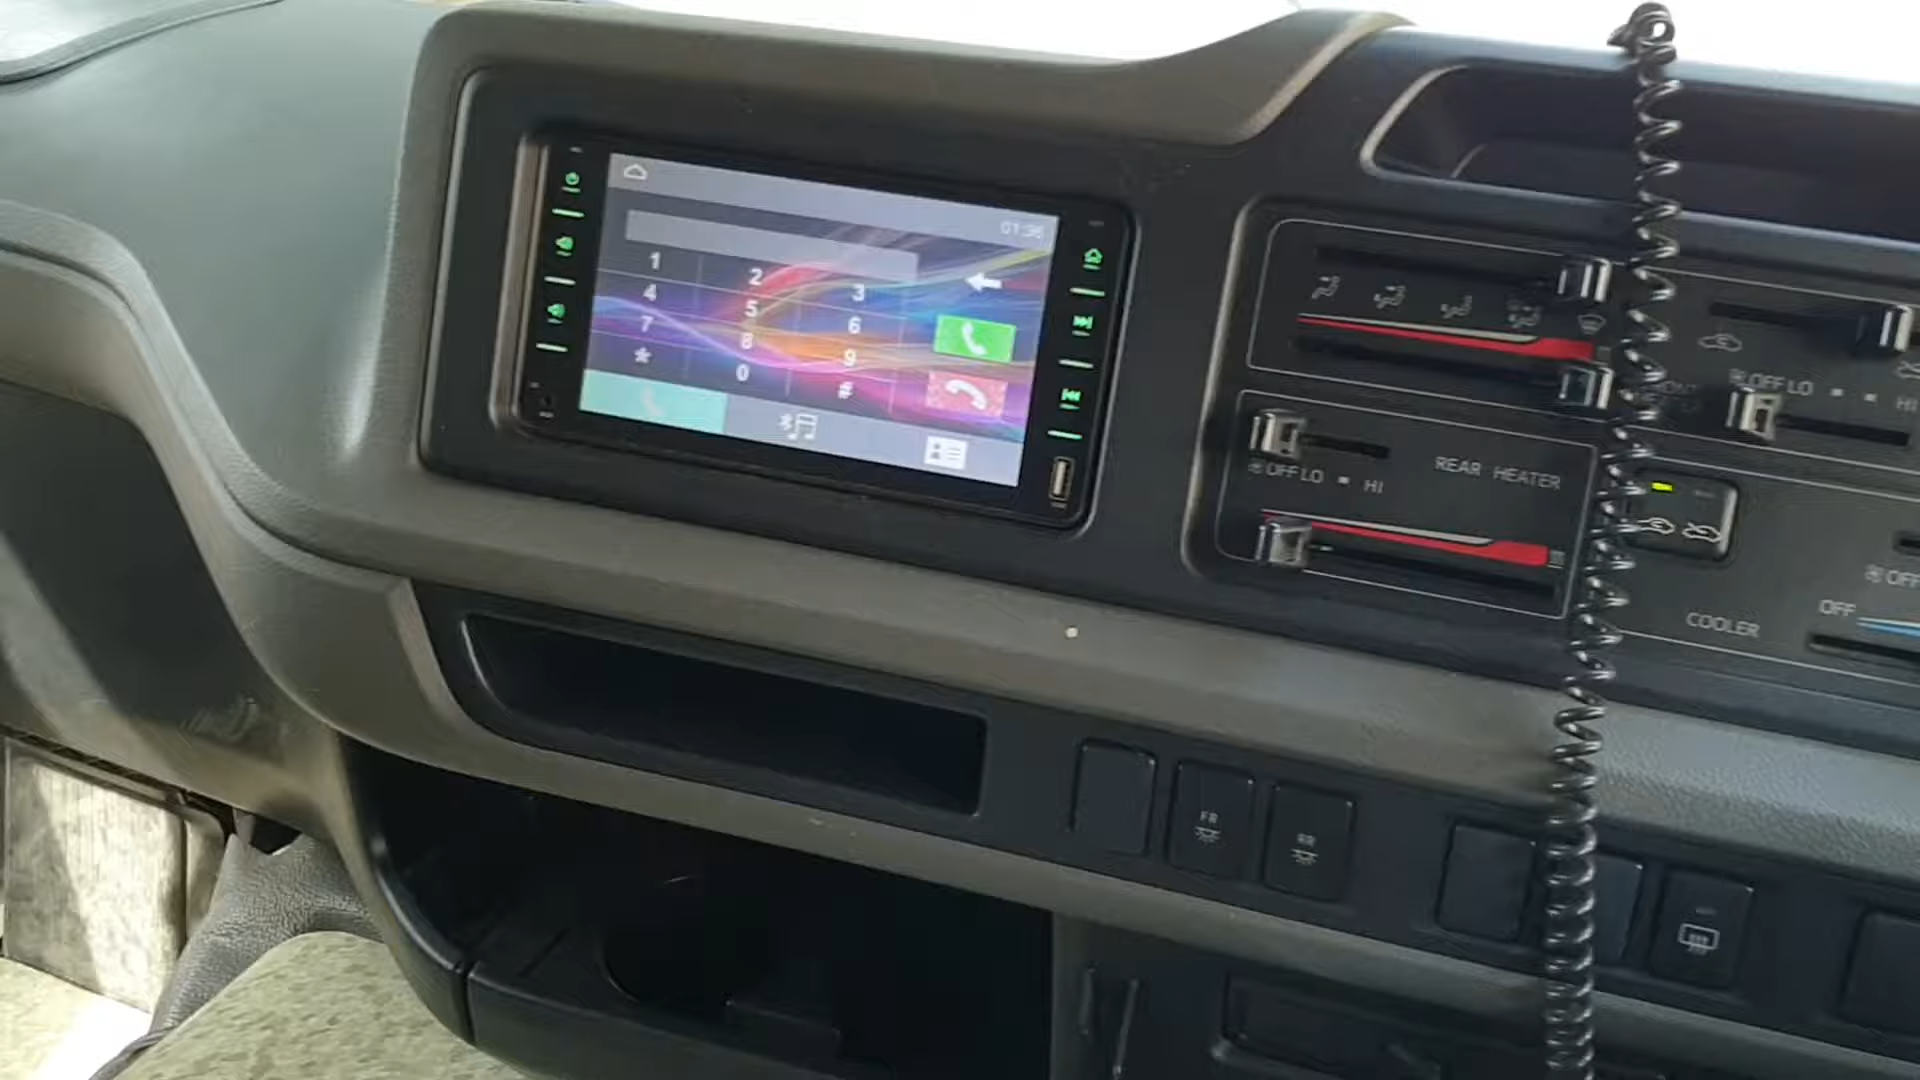 01:36
1 2 3
4 5 6
7 8 9
* 0 #
OFF LO HI
OFF LO HI
REAR HEATER
COOLER
OFF
OFF
FR
RR